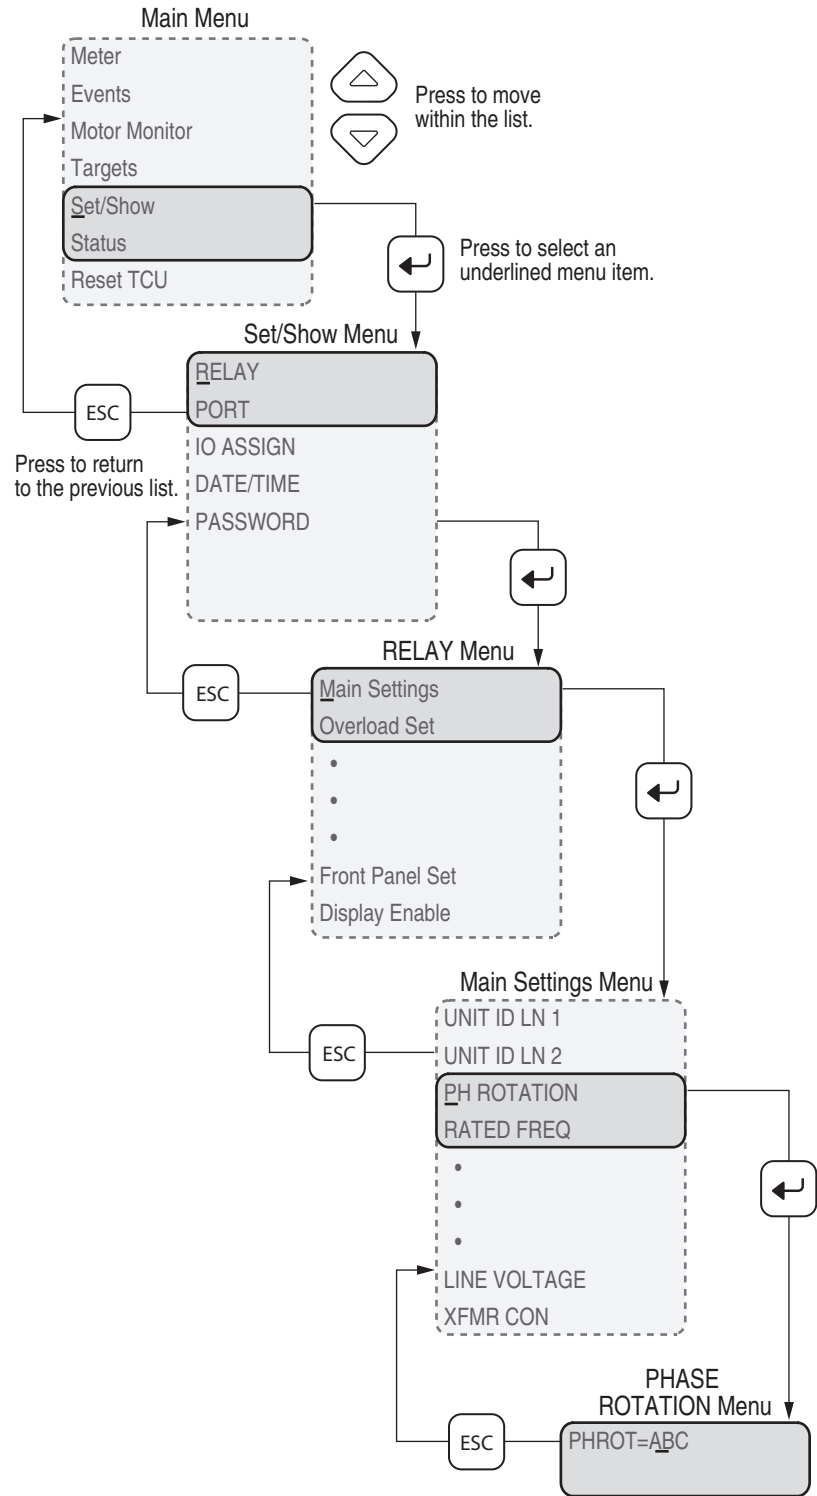 Main Menu
Meter
Events
Motor Monitor
Targets
Set/Show
Status
Reset TCU
Press to move
within the list.
Press to select an
underlined menu item.
Set/Show Menu
RELAY
PORT
IO ASSIGN
DATE/TIME
PASSWORD
ESC
Press to return
to the previous list.
RELAY Menu
Main Settings
Overload Set
•
•
•
Front Panel Set
Display Enable
ESC
Main Settings Menu
UNIT ID LN 1
UNIT ID LN 2
PH ROTATION
RATED FREQ
•
•
•
LINE VOLTAGE
XFMR CON
ESC
PHASE
ROTATION Menu
PHROT=ABC
ESC